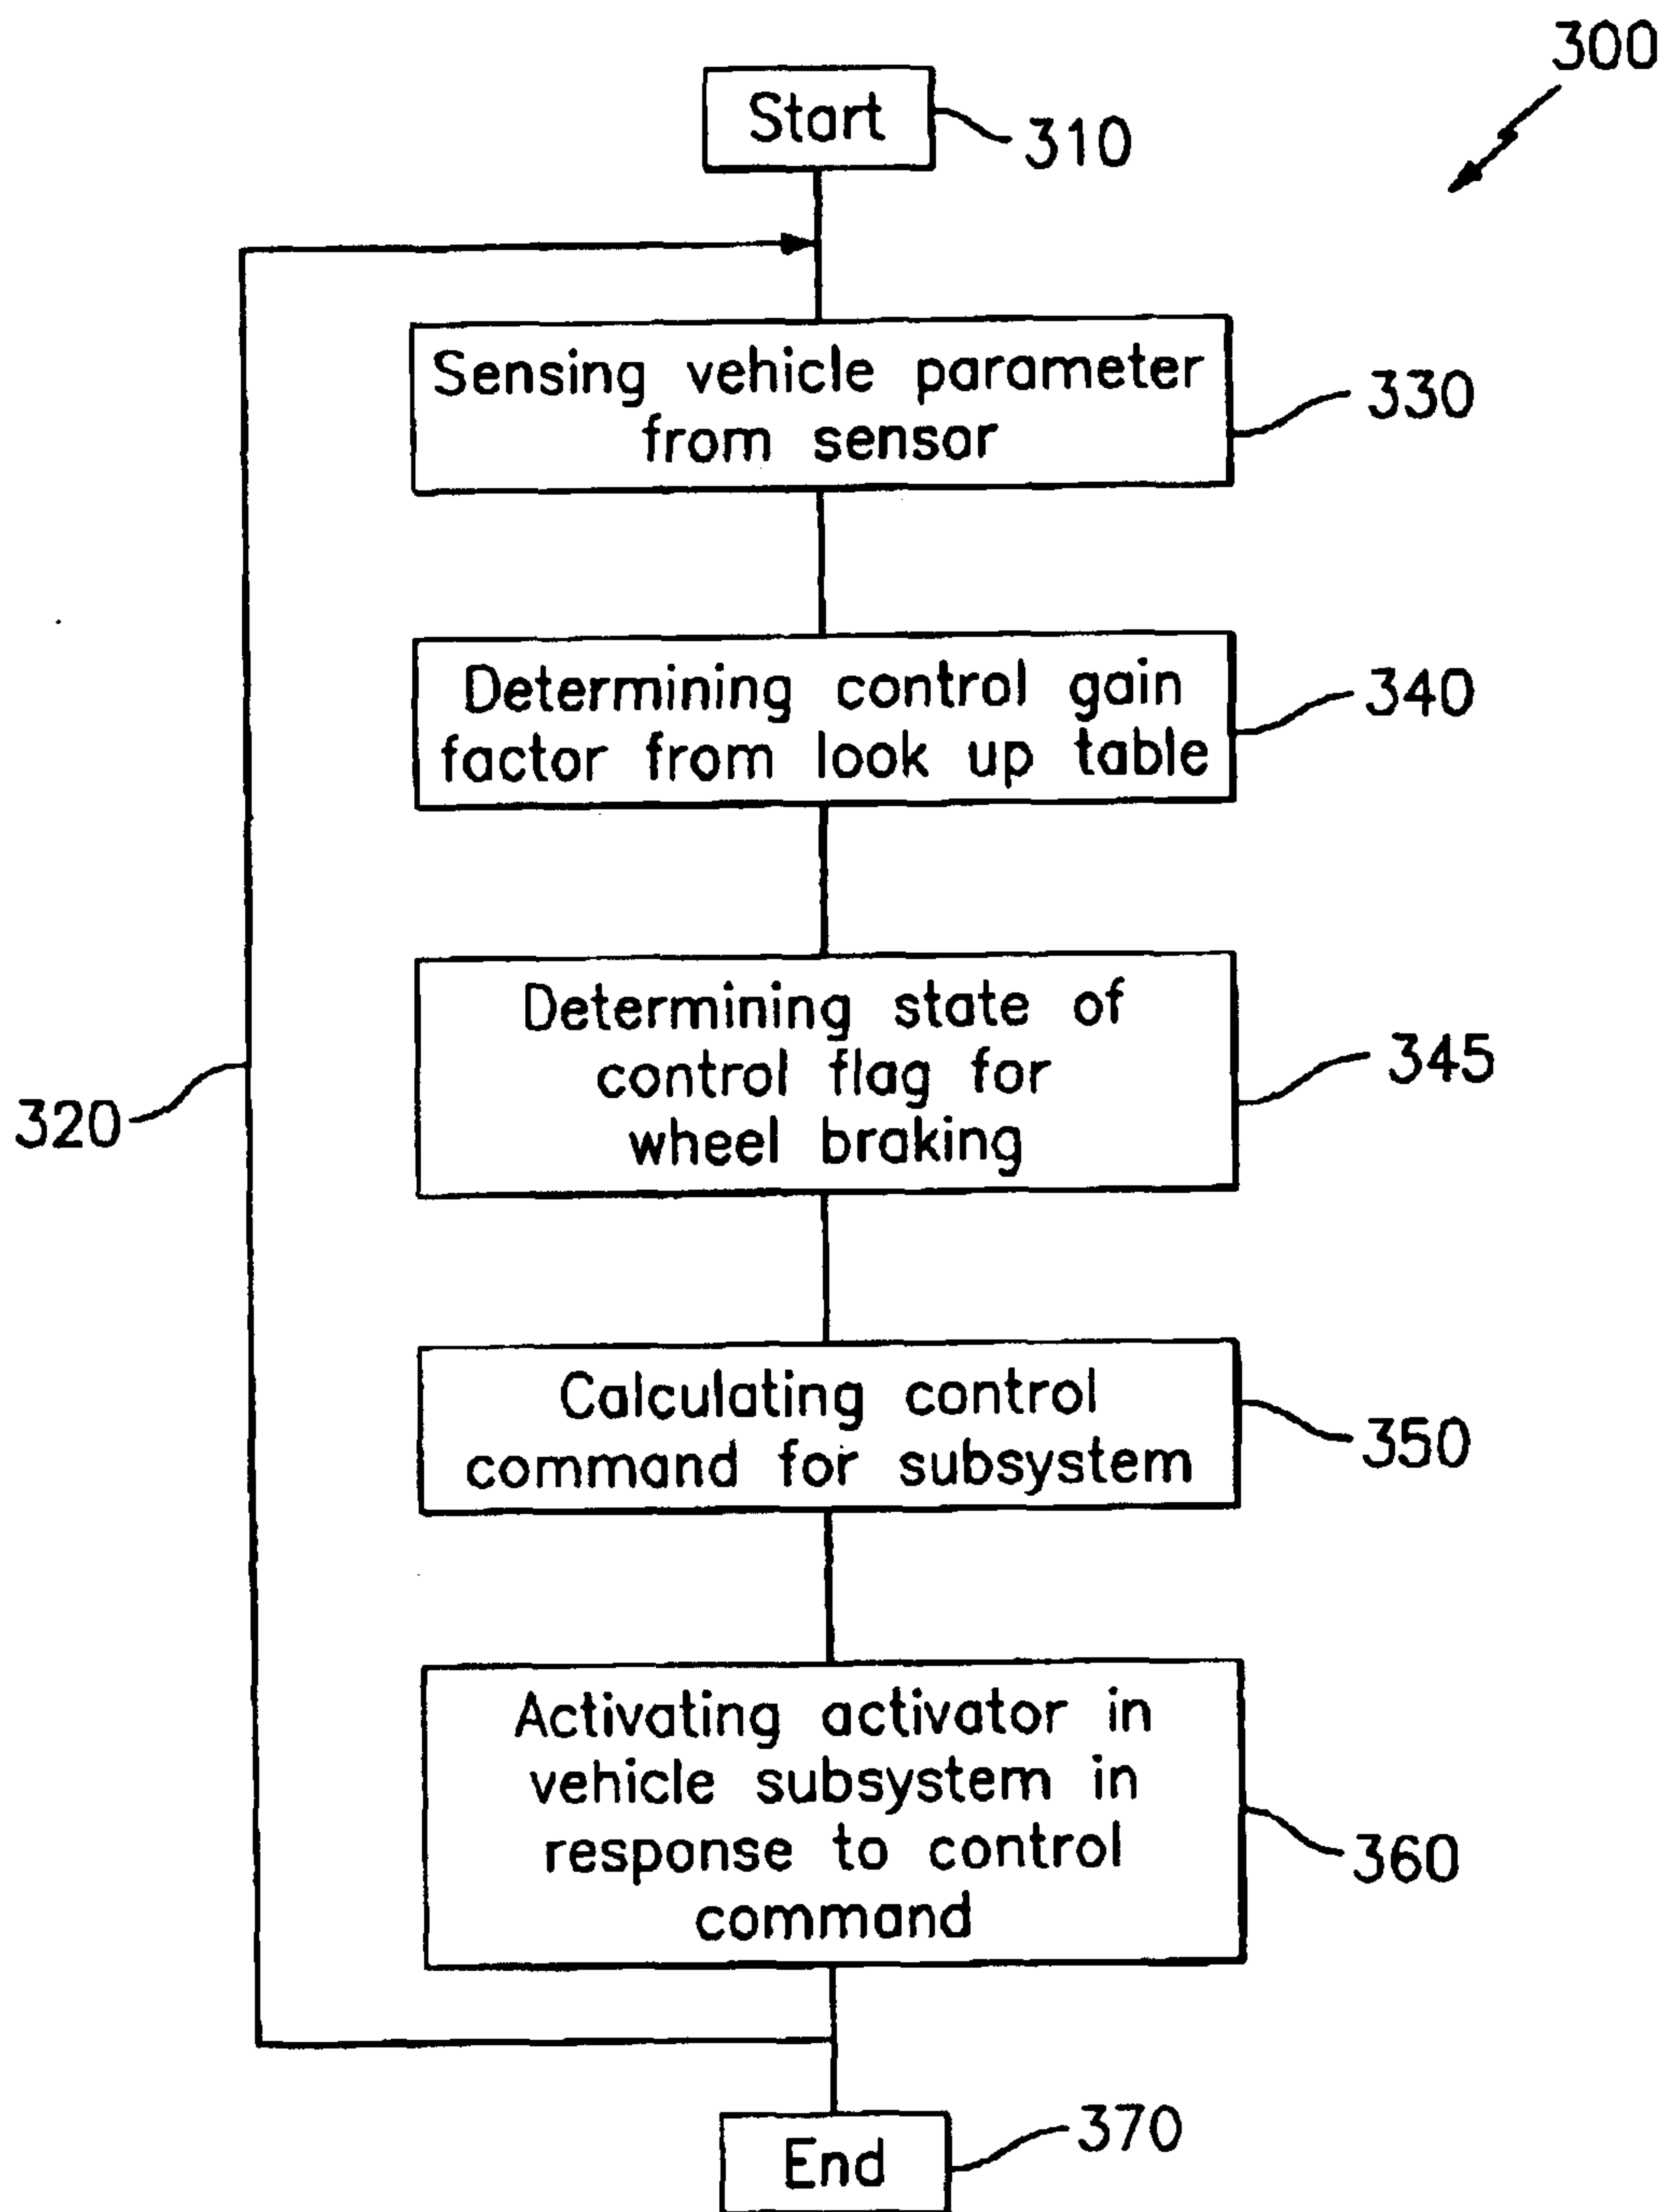 300
Start
310
Sensing vehicle parameter
from sensor
330
Determining control gain
factor from look up table
340
Determining state of
control flag for
wheel braking
345
320
Calculating control
command for subsystem
350
Activating activator in
vehicle subsystem in
response to control
command
360
End
370